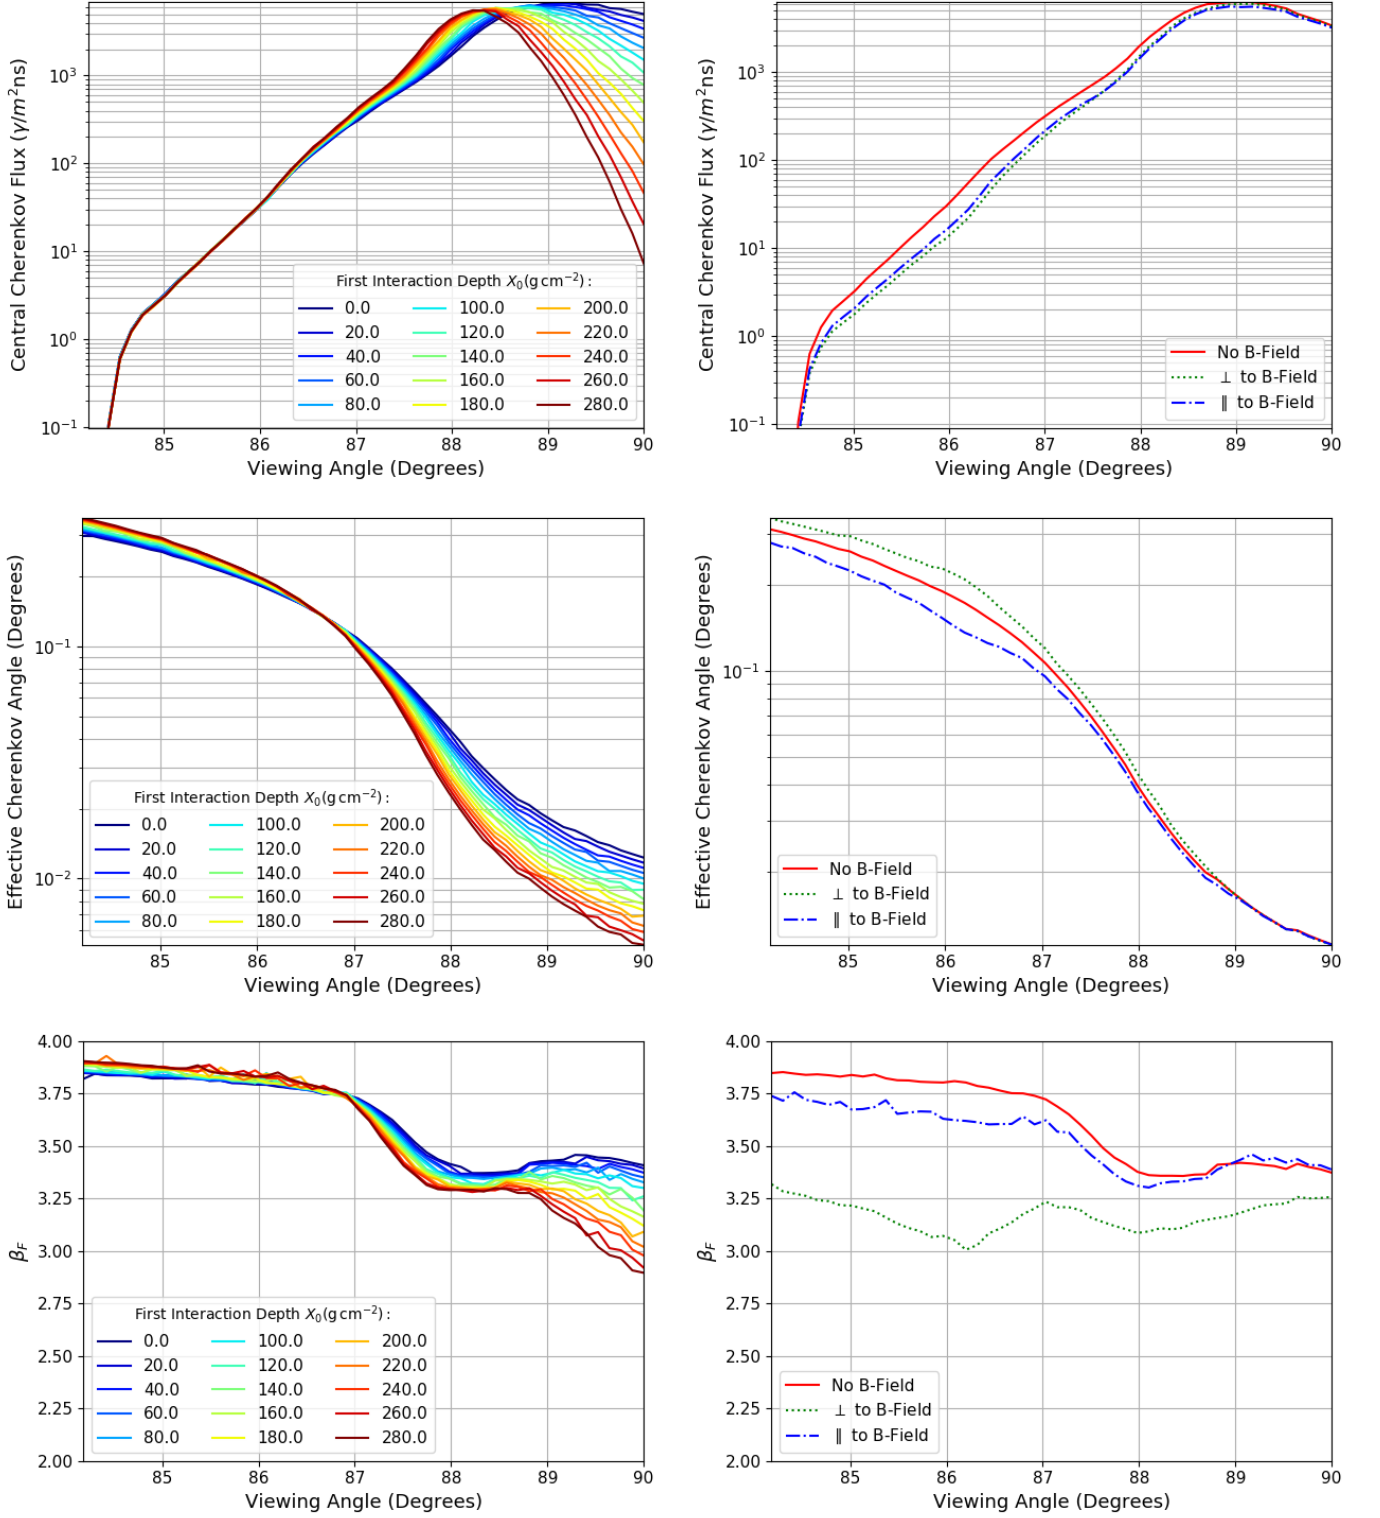 Central Cherenkov Flux (γ/m²ns)
10³
10²
10¹
10⁰
10⁻¹
First Interaction Depth X₀(g cm⁻²):
0.0 100.0 200.0
20.0 120.0 220.0
40.0 140.0 240.0
60.0 160.0 260.0
80.0 180.0 280.0
85 86 87 88 89 90
Viewing Angle (Degrees)
Central Cherenkov Flux (γ/m²ns)
10³
10²
10¹
10⁰
10⁻¹
No B-Field
⊥ to B-Field
∥ to B-Field
85 86 87 88 89 90
Viewing Angle (Degrees)
Effective Cherenkov Angle (Degrees)
10⁻¹
10⁻²
First Interaction Depth X₀(g cm⁻²):
0.0 100.0 200.0
20.0 120.0 220.0
40.0 140.0 240.0
60.0 160.0 260.0
80.0 180.0 280.0
85 86 87 88 89 90
Viewing Angle (Degrees)
Effective Cherenkov Angle (Degrees)
10⁻¹
No B-Field
⊥ to B-Field
∥ to B-Field
85 86 87 88 89 90
Viewing Angle (Degrees)
β_F
4.00
3.75
3.50
3.25
3.00
2.75
2.50
2.25
2.00
First Interaction Depth X₀(g cm⁻²):
0.0 100.0 200.0
20.0 120.0 220.0
40.0 140.0 240.0
60.0 160.0 260.0
80.0 180.0 280.0
85 86 87 88 89 90
Viewing Angle (Degrees)
β_F
4.00
3.75
3.50
3.25
3.00
2.75
2.50
2.25
2.00
No B-Field
⊥ to B-Field
∥ to B-Field
85 86 87 88 89 90
Viewing Angle (Degrees)